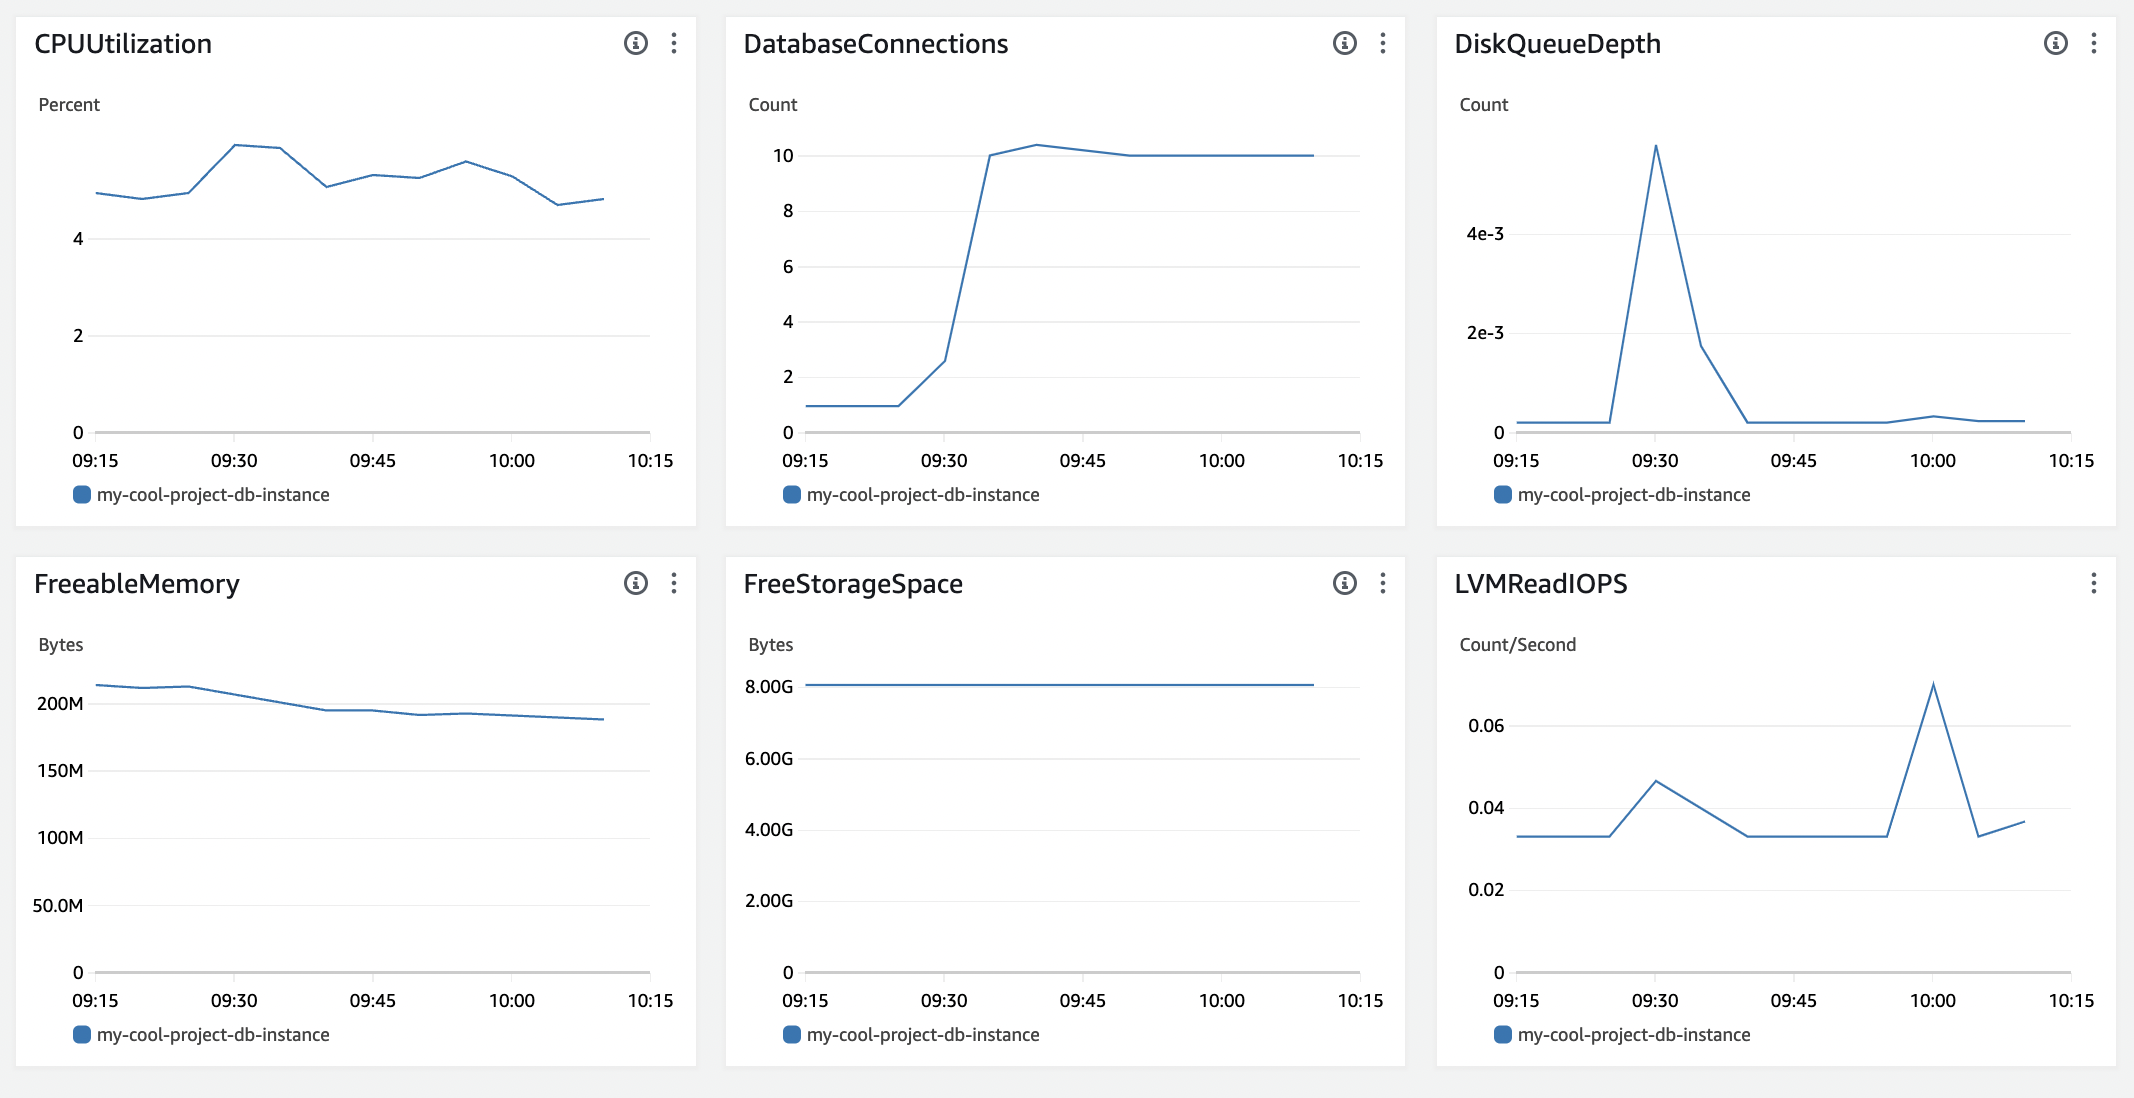 CPUUtilization
Percent
4
2
0
09:15 09:30 09:45 10:00 10:15
my-cool-project-db-instance
DatabaseConnections
Count
10
8
6
4
2
0
09:15 09:30 09:45 10:00 10:15
my-cool-project-db-instance
DiskQueueDepth
Count
4e-3
2e-3
0
09:15 09:30 09:45 10:00 10:15
my-cool-project-db-instance
FreeableMemory
Bytes
200M
150M
100M
50.0M
0
09:15 09:30 09:45 10:00 10:15
my-cool-project-db-instance
FreeStorageSpace
Bytes
8.00G
6.00G
4.00G
2.00G
0
09:15 09:30 09:45 10:00 10:15
my-cool-project-db-instance
LVMReadIOPS
Count/Second
0.06
0.04
0.02
0
09:15 09:30 09:45 10:00 10:15
my-cool-project-db-instance